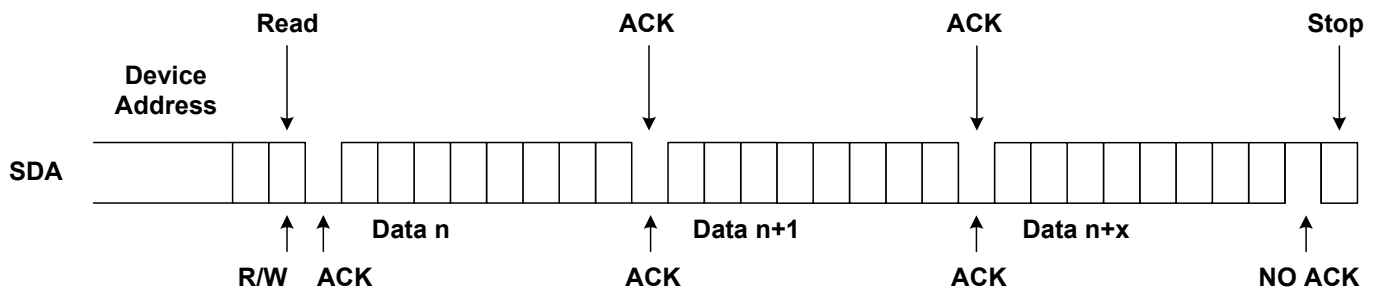 Read ACK ACK Stop
Device
Address
SDA
Data n Data n+1 Data n+x
R/W ACK ACK ACK NO ACK